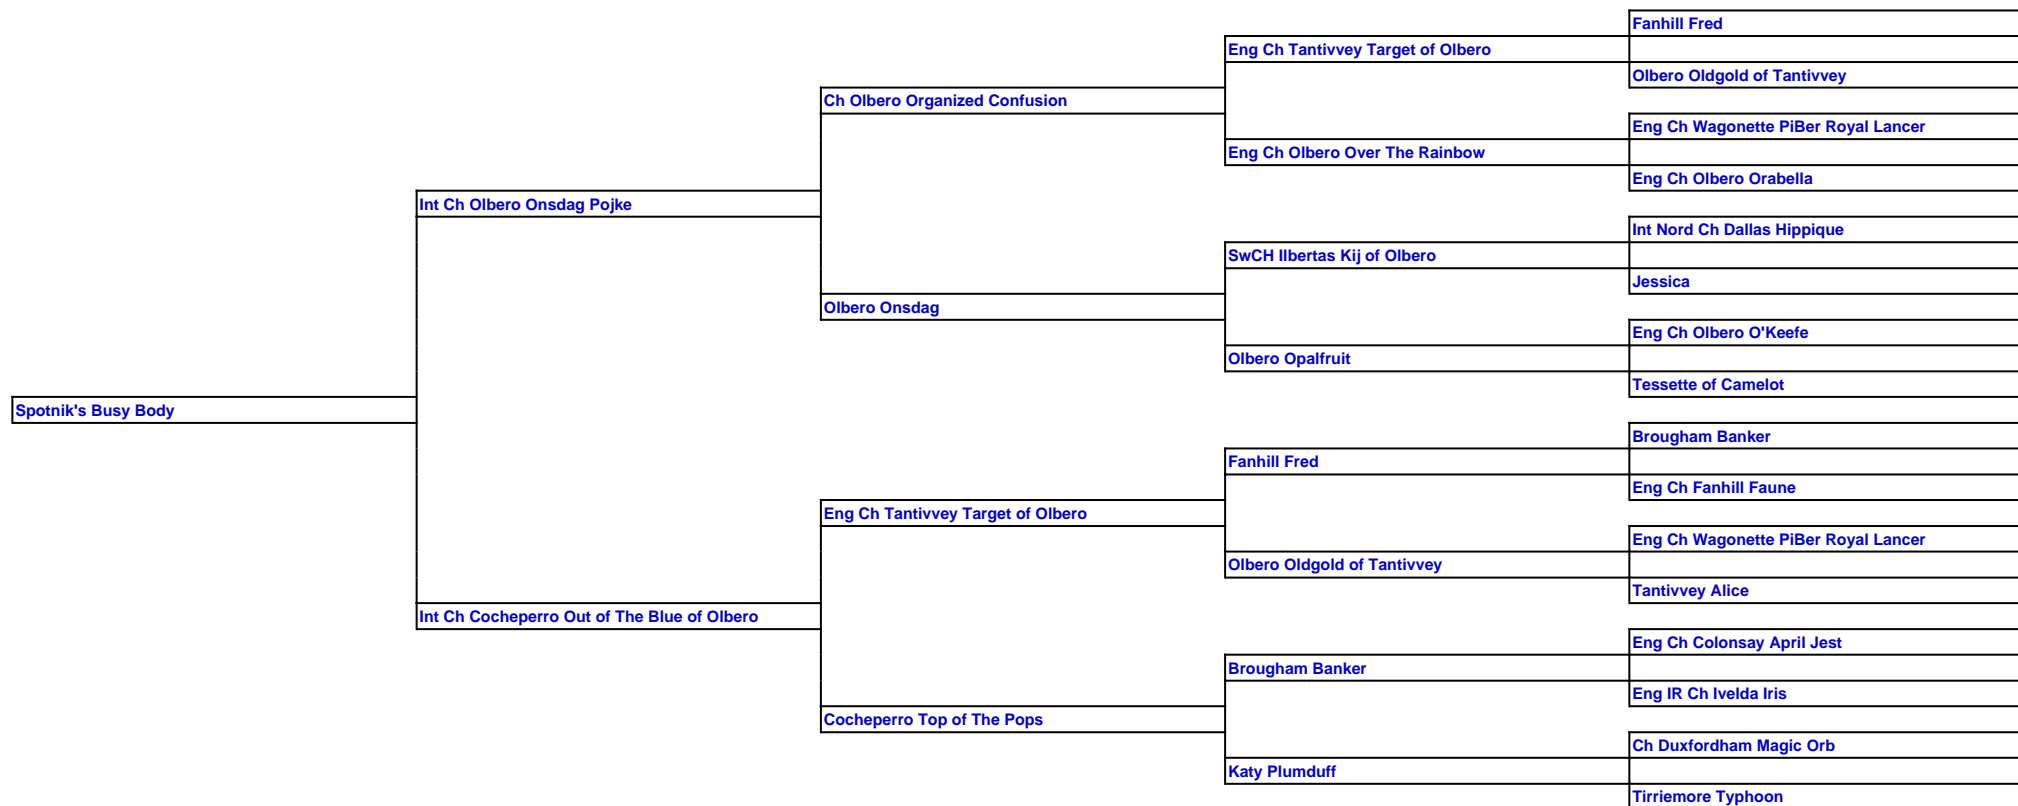 Fanhill Fred
Eng Ch Tantivvey Target of Olbero
Olbero Oldgold of Tantivvey
Ch Olbero Organized Confusion
Eng Ch Wagonette PiBer Royal Lancer
Eng Ch Olbero Over The Rainbow
Eng Ch Olbero Orabella
Int Ch Olbero Onsdag Pojke
Int Nord Ch Dallas Hippique
SwCH Ilbertas Kij of Olbero
Jessica
Olbero Onsdag
Eng Ch Olbero O'Keefe
Olbero Opalfruit
Tessette of Camelot
Spotnik's Busy Body
Brougham Banker
Fanhill Fred
Eng Ch Fanhill Faune
Eng Ch Tantivvey Target of Olbero
Eng Ch Wagonette PiBer Royal Lancer
Olbero Oldgold of Tantivvey
Tantivvey Alice
Int Ch Cocheperro Out of The Blue of Olbero
Eng Ch Colonsay April Jest
Brougham Banker
Eng IR Ch Ivelda Iris
Cocheperro Top of The Pops
Ch Duxfordham Magic Orb
Katy Plumduff
Tirriemore Typhoon